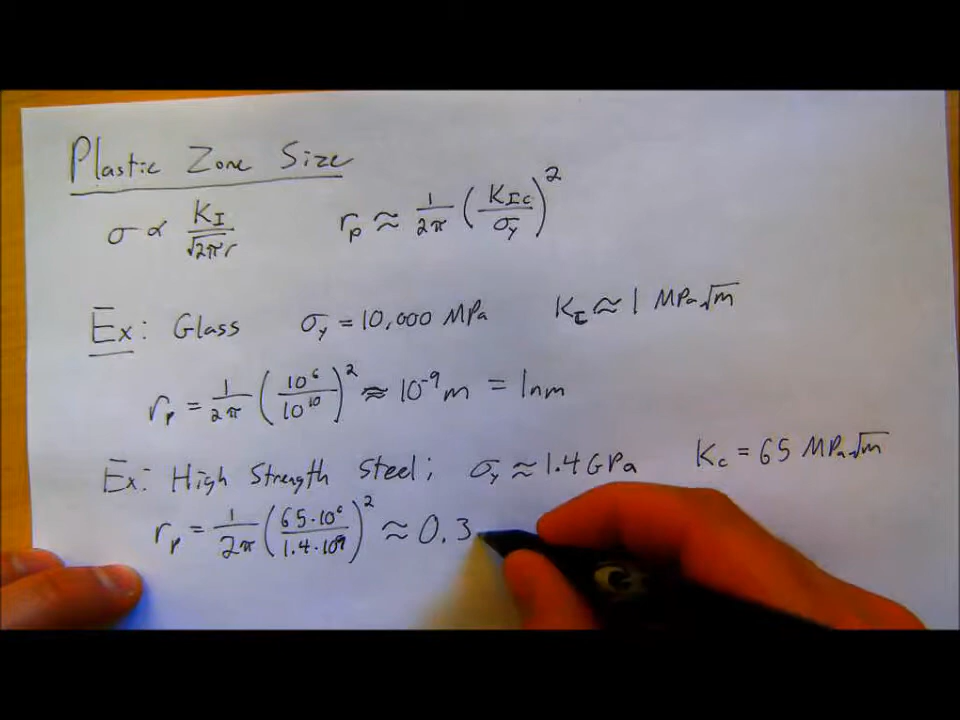 Plastic Zone Size
σ ∝ K_I / √(2πr)    r_p ≈ 1/2π (K_Ic / σ_y)²
Ex: Glass    σ_y = 10,000 MPa    K_I ≈ 1 MPa√m
r_p = 1/2π (10⁶ / 10¹⁰)² ≈ 10⁻⁹ m = 1nm
Ex: High Strength Steel; σ_y ≈ 1.4 GPa    K_c = 65 MPa√m
r_p = 1/2π (65·10⁶ / 1.4·10⁹)² ≈ 0.3